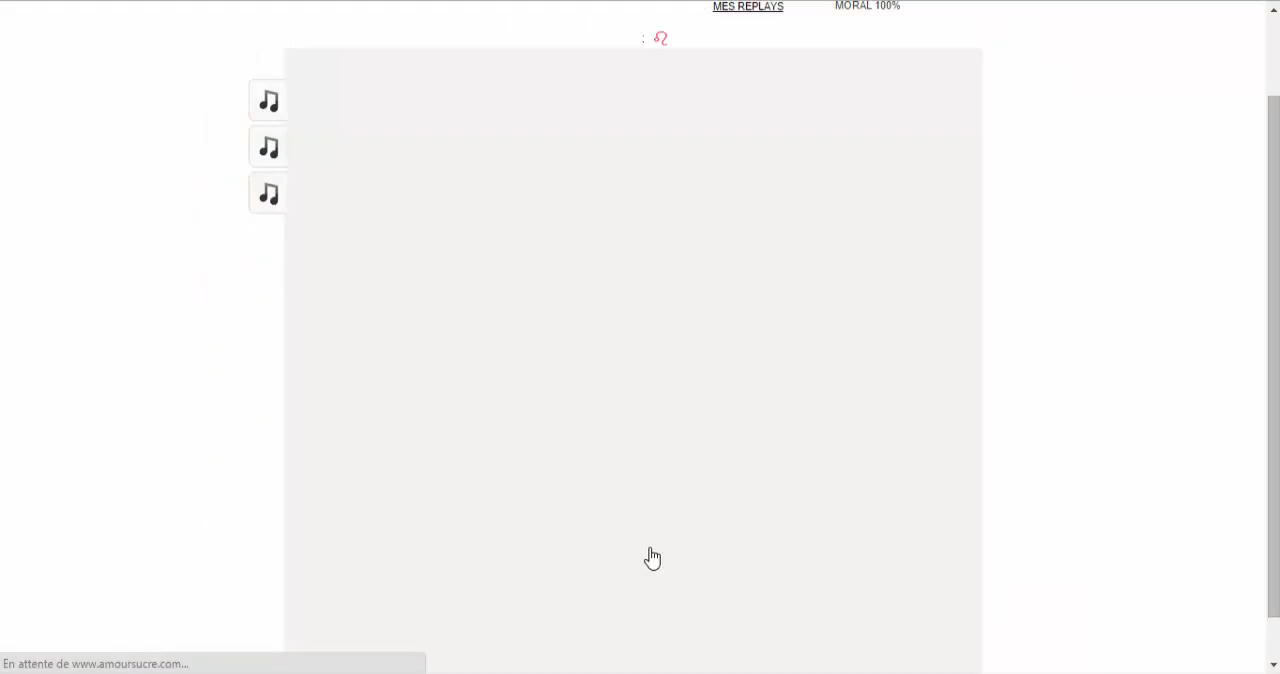 MES REPLAYS MORAL 100%
: ♌
En attente de www.amoursucre.com...